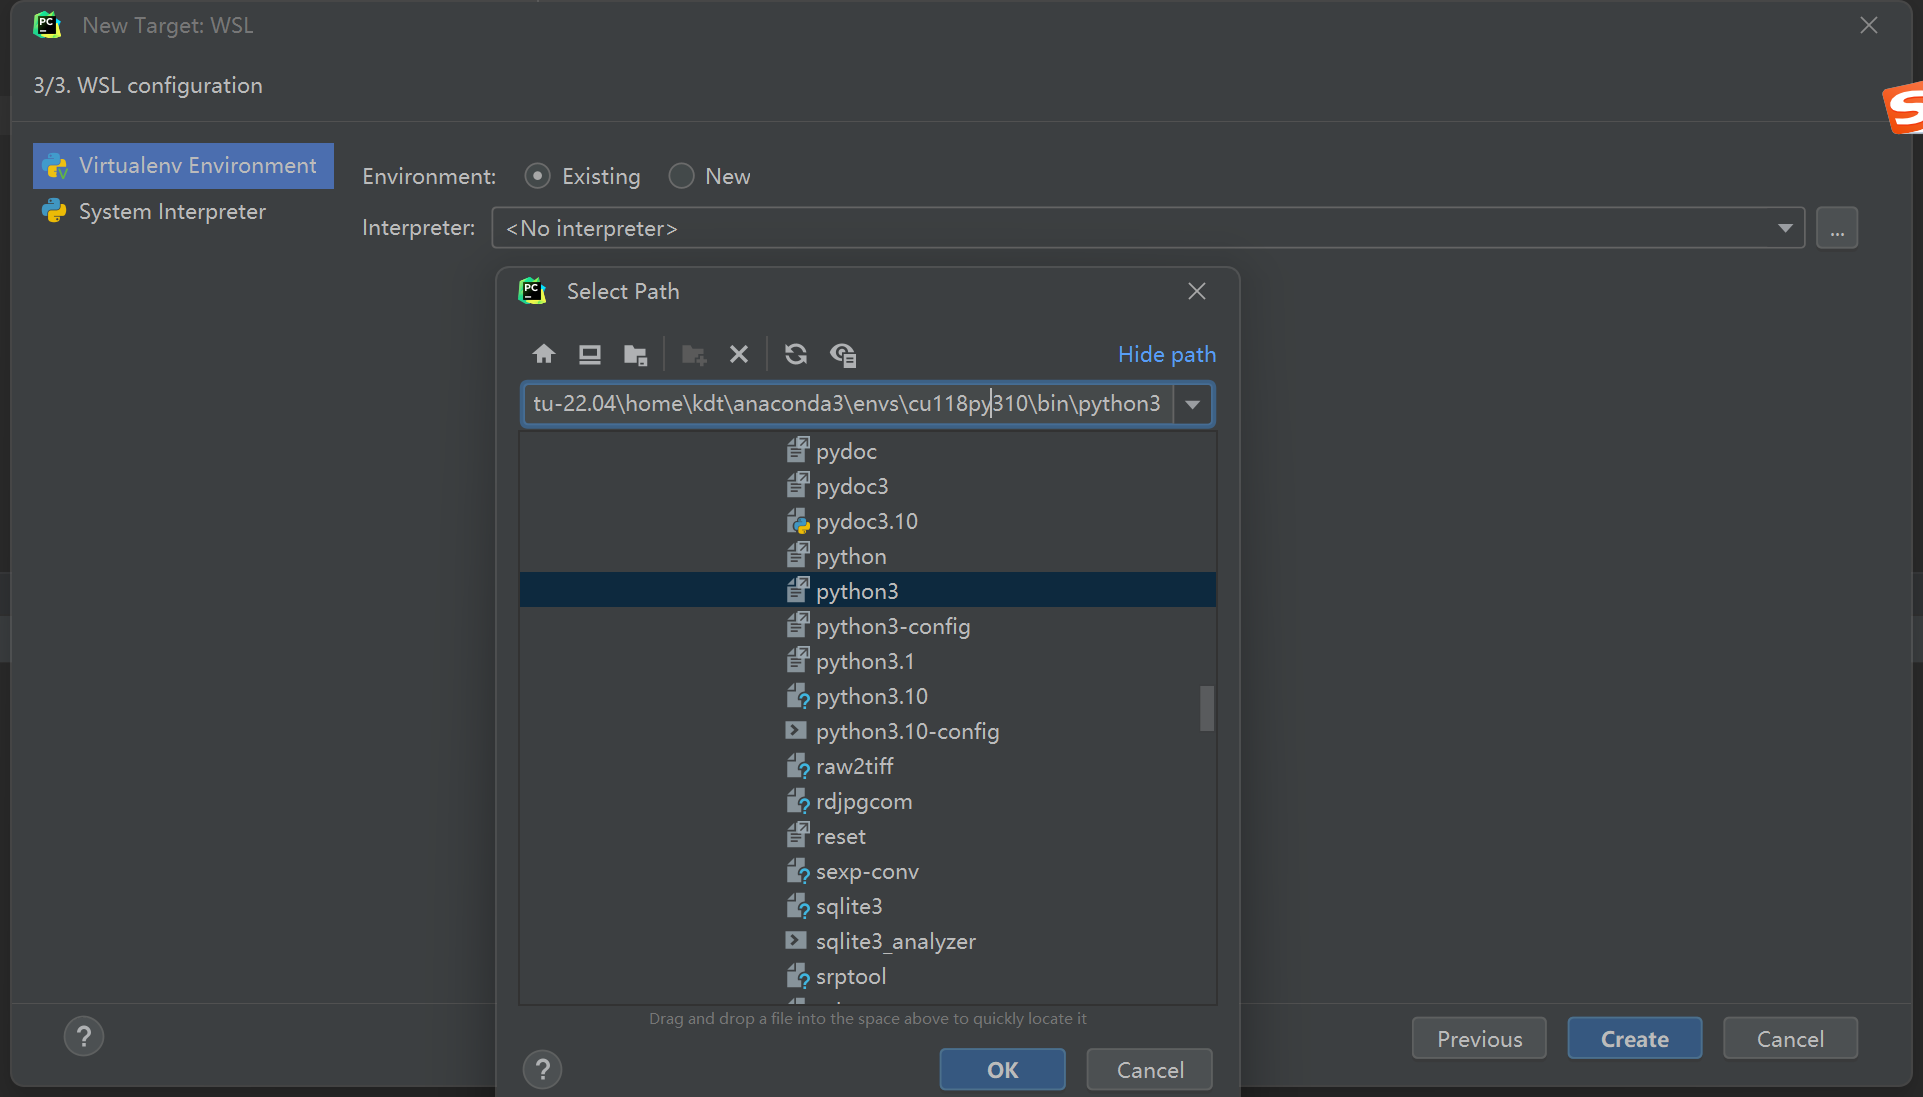 New Target: WSL
3/3. WSL configuration
Virtualenv Environment
System Interpreter
Environment: Existing New
Interpreter: <No interpreter> ...
Select Path
Hide path
tu-22.04\home\kdt\anaconda3\envs\cu118py310\bin\python3
pydoc
pydoc3
pydoc3.10
python
python3
python3-config
python3.1
python3.10
python3.10-config
raw2tiff
rdjpgcom
reset
sexp-conv
sqlite3
sqlite3_analyzer
srptool
Drag and drop a file into the space above to quickly locate it
? OK Cancel
? Previous Create Cancel